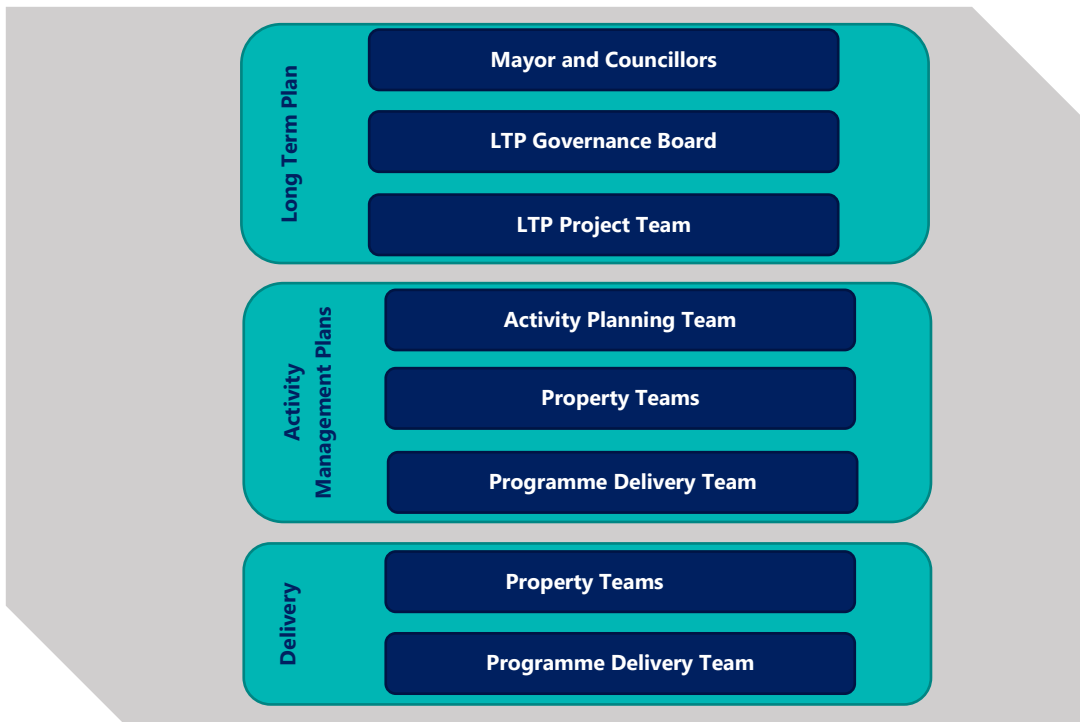 Long Term Plan
Mayor and Councillors
LTP Governance Board
LTP Project Team
Activity
Management Plans
Activity Planning Team
Property Teams
Programme Delivery Team
Delivery
Property Teams
Programme Delivery Team